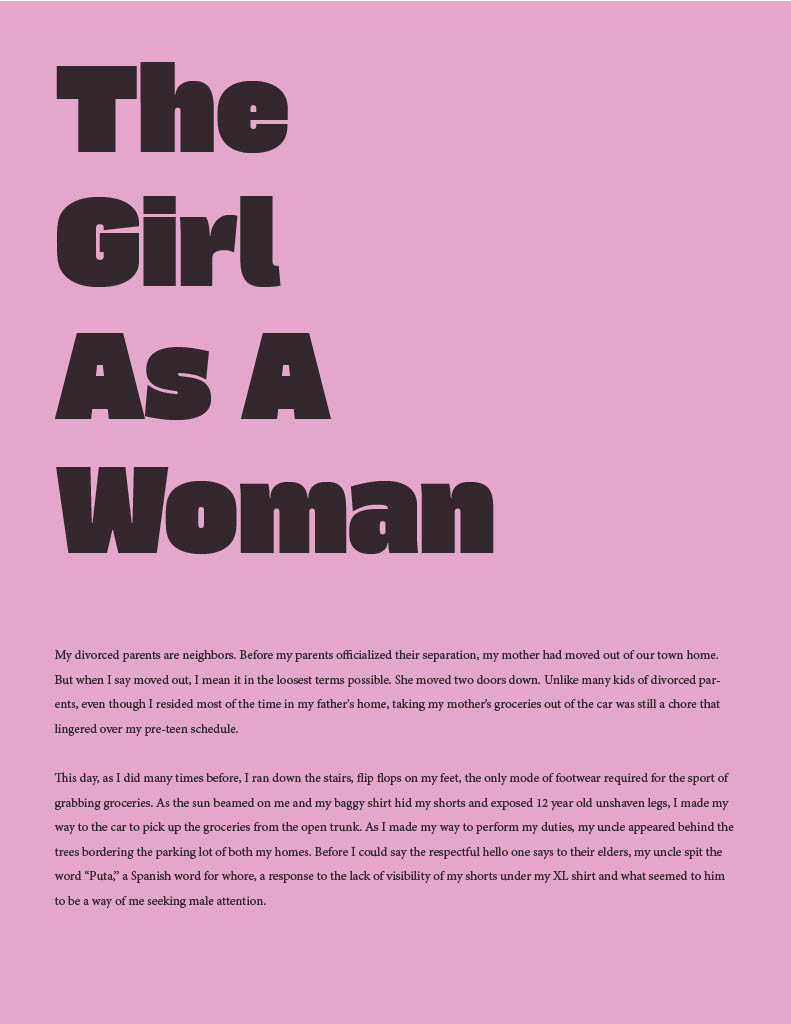 The
Girl
As A
Woman
My divorced parents are neighbors. Before my parents officialized their separation, my mother had moved out of our town home.
But when I say moved out, I mean it in the loosest terms possible. She moved two doors down. Unlike many kids of divorced par-
ents, even though I resided most of the time in my father's home, taking my mother’s groceries out of the car was still a chore that
lingered over my pre-teen schedule.
This day, as I did many times before, I ran down the stairs, flip flops on my feet, the only mode of footwear required for the sport of
grabbing groceries. As the sun beamed on me and my baggy shirt hid my shorts and exposed 12 year old unshaven legs, I made my
way to the car to pick up the groceries from the open trunk. As I made my way to perform my duties, my uncle appeared behind the
trees bordering the parking lot of both my homes. Before I could say the respectful hello one says to their elders, my uncle spit the
word “Puta,” a Spanish word for whore, a response to the lack of visibility of my shorts under my XL shirt and what seemed to him
to be a way of me seeking male attention.